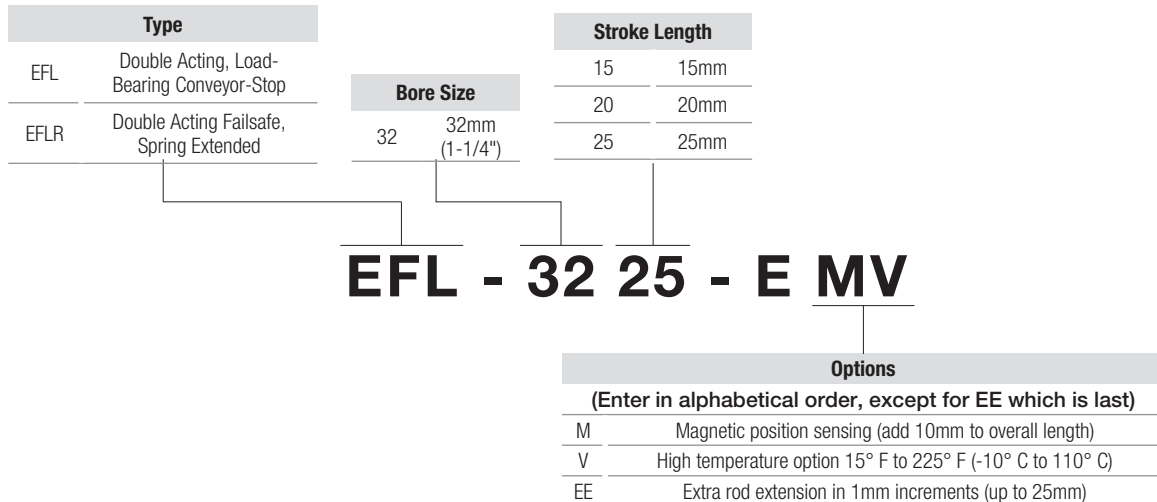 Type
EFL Double Acting, Load-
Bearing Conveyor-Stop
EFLR Double Acting Failsafe,
Spring Extended
Bore Size
32 32mm
(1-1/4")
Stroke Length
15 15mm
20 20mm
25 25mm
EFL - 32 25 - E MV
Options
(Enter in alphabetical order, except for EE which is last)
M Magnetic position sensing (add 10mm to overall length)
V High temperature option 15° F to 225° F (-10° C to 110° C)
EE Extra rod extension in 1mm increments (up to 25mm)